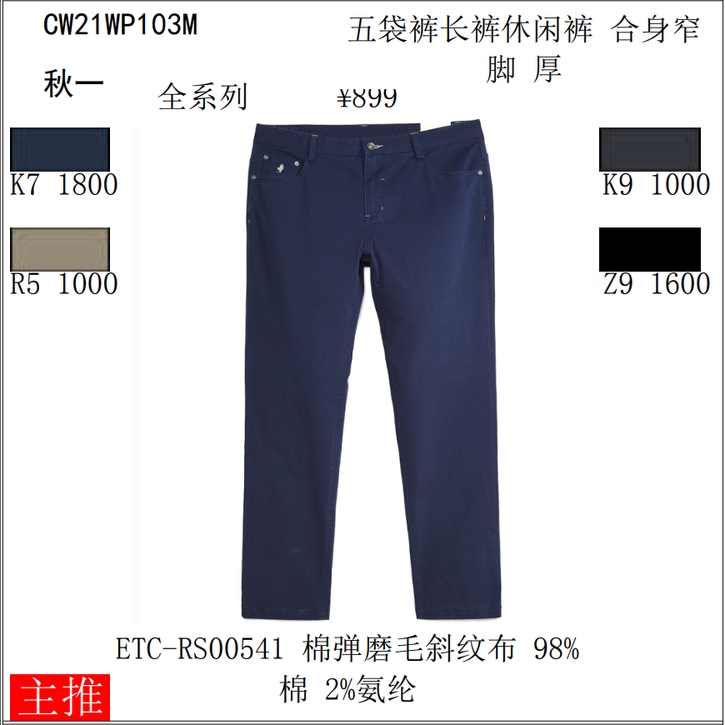 CW21WP103M
五袋裤长裤休闲裤 合身窄
脚 厚
秋一
全系列
¥899
K7 1800
K9 1000
R5 1000
Z9 1600
ETC-RS00541 棉弹磨毛斜纹布 98%
棉 2%氨纶
主推